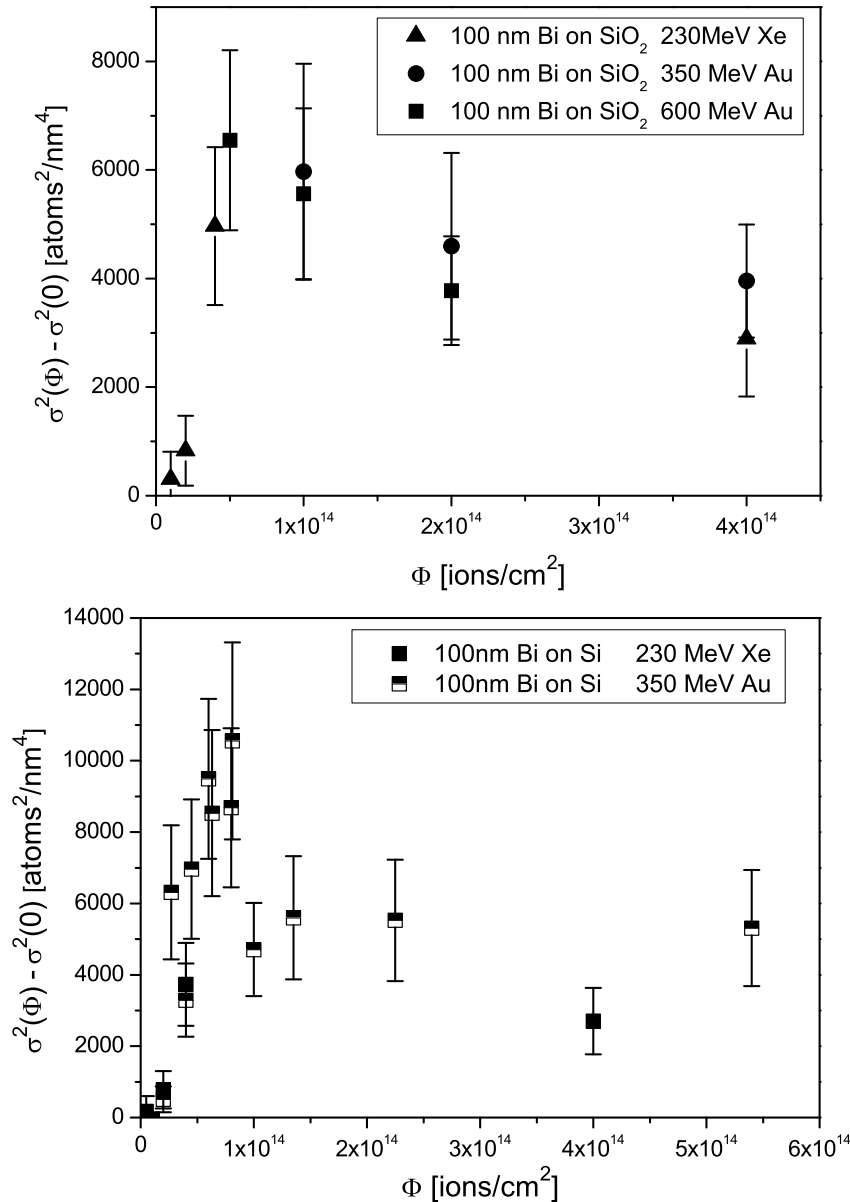 100 nm Bi on SiO₂ 230MeV Xe
100 nm Bi on SiO₂ 350 MeV Au
100 nm Bi on SiO₂ 600 MeV Au
8000
6000
4000
2000
0
σ²(Φ) - σ²(0) [atoms²/nm⁴]
0 1x10¹⁴ 2x10¹⁴ 3x10¹⁴ 4x10¹⁴
Φ [ions/cm²]
100nm Bi on Si 230 MeV Xe
100nm Bi on Si 350 MeV Au
14000
12000
10000
8000
6000
4000
2000
0
σ²(Φ) - σ²(0) [atoms²/nm⁴]
0 1x10¹⁴ 2x10¹⁴ 3x10¹⁴ 4x10¹⁴ 5x10¹⁴ 6x10¹⁴
Φ [ions/cm²]